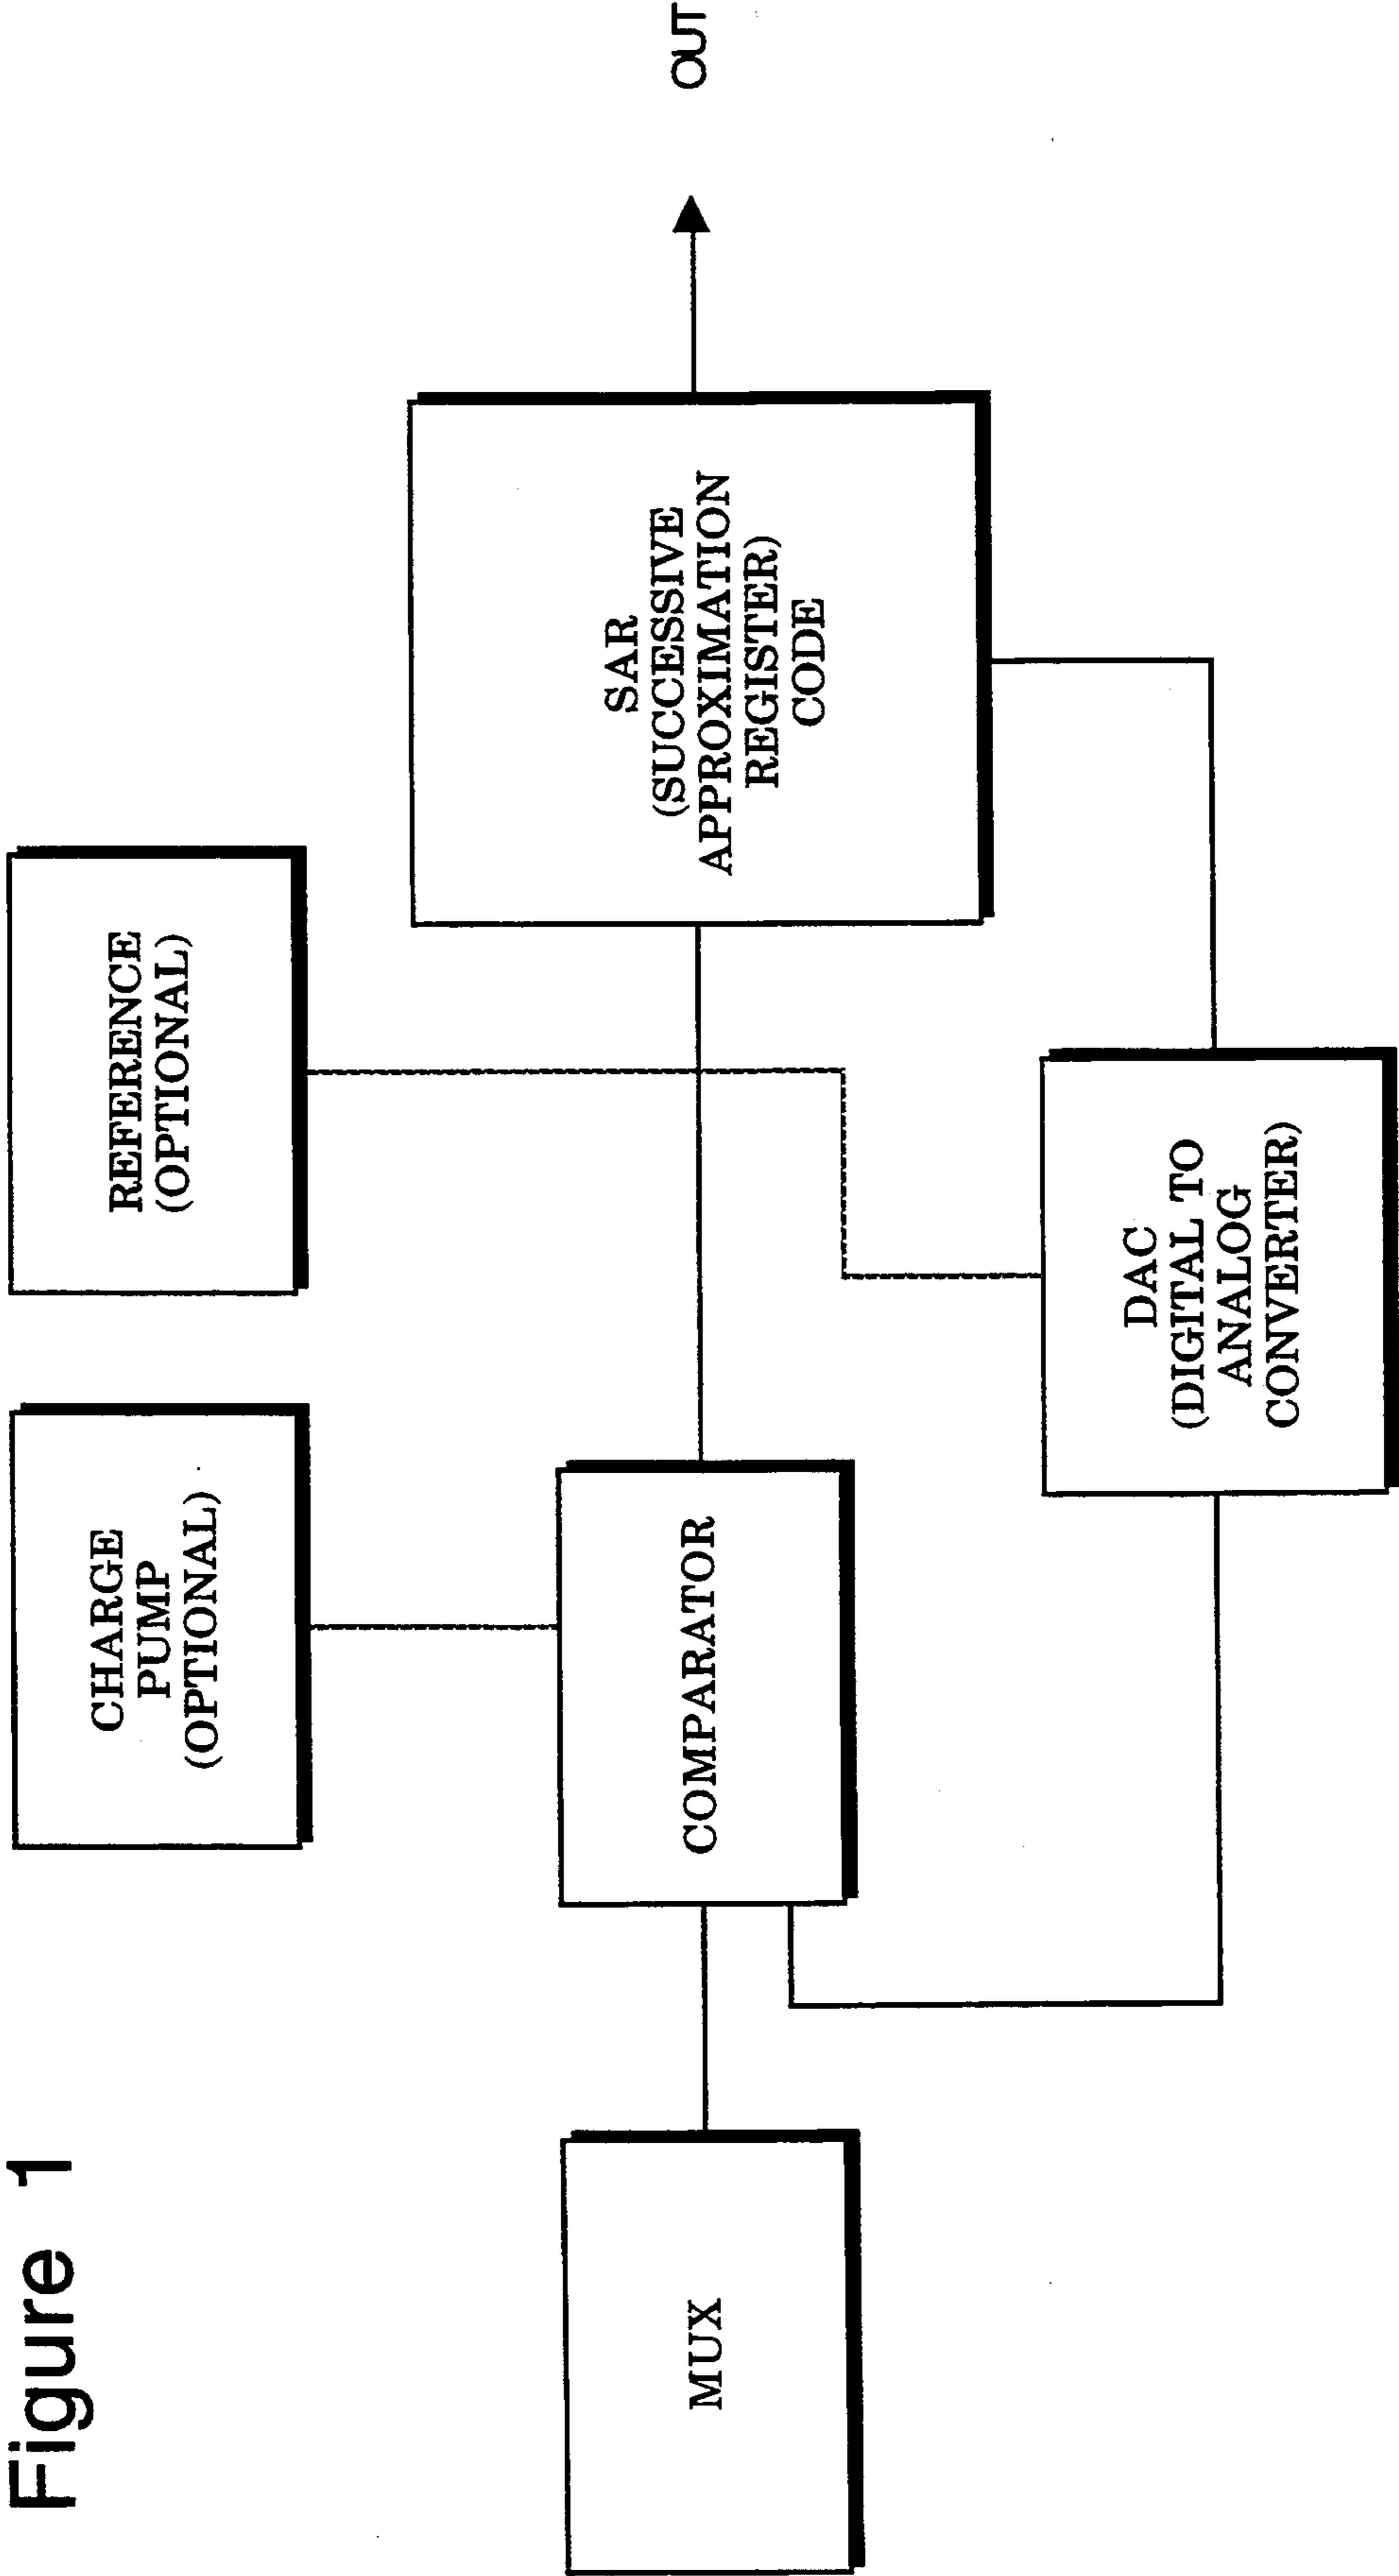 Figure 1
CHARGE
PUMP
(OPTIONAL)
REFERENCE
(OPTIONAL)
MUX
COMPARATOR
SAR
(SUCCESSIVE
APPROXIMATION
REGISTER)
CODE
OUT
DAC
(DIGITAL TO
ANALOG
CONVERTER)